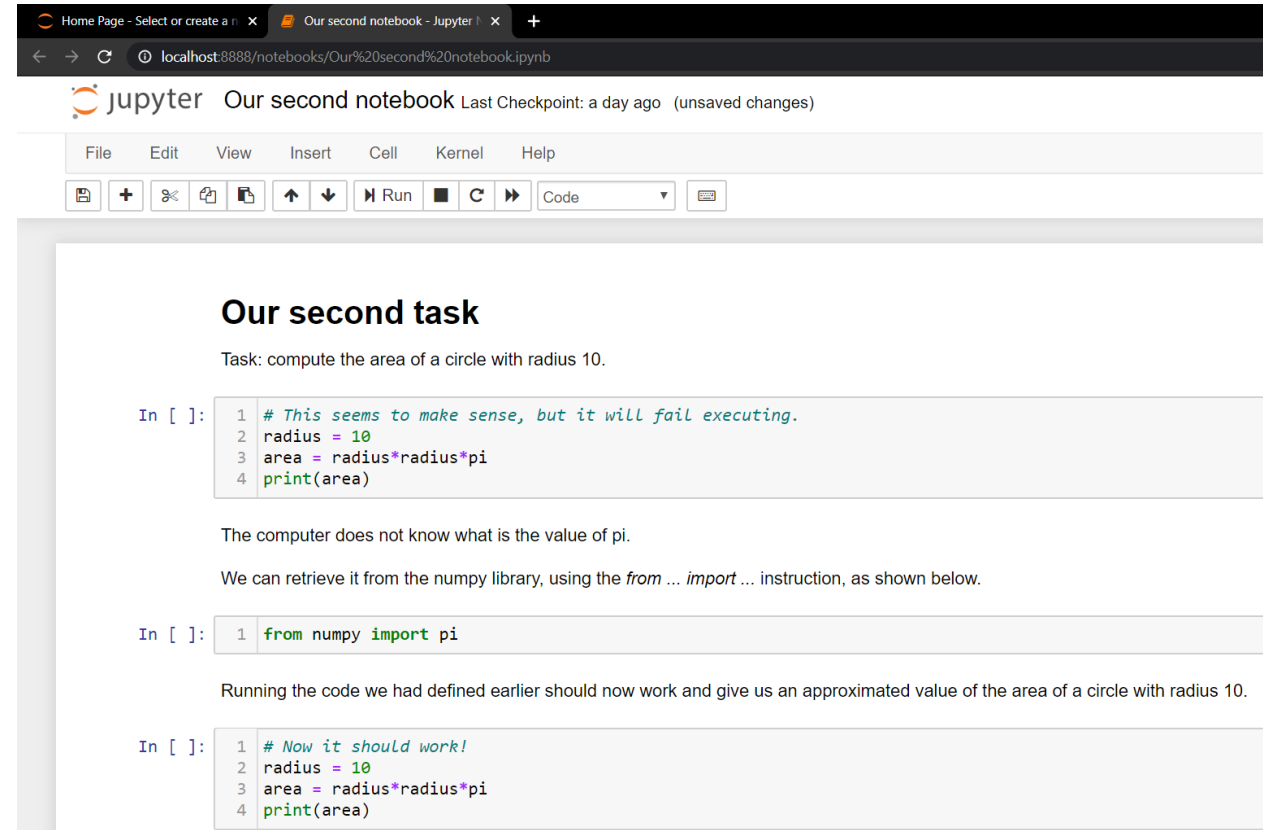 Home Page - Select or create a n
Our second notebook - Jupyter N
localhost:8888/notebooks/Our%20second%20notebook.ipynb
jupyter Our second notebook Last Checkpoint: a day ago (unsaved changes)
File Edit View Insert Cell Kernel Help
Run Code
Our second task
Task: compute the area of a circle with radius 10.
In [ ]: 1 # This seems to make sense, but it will fail executing.
2 radius = 10
3 area = radius*radius*pi
4 print(area)
The computer does not know what is the value of pi.
We can retrieve it from the numpy library, using the from ... import ... instruction, as shown below.
In [ ]: 1 from numpy import pi
Running the code we had defined earlier should now work and give us an approximated value of the area of a circle with radius 10.
In [ ]: 1 # Now it should work!
2 radius = 10
3 area = radius*radius*pi
4 print(area)